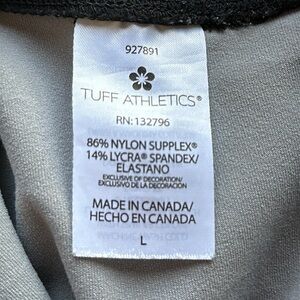 927891
TUFF ATHLETICS®
RN: 132796
86% NYLON SUPPLEX®
14% LYCRA® SPANDEX/
ELASTANO
EXCLUSIVE OF DECORATION/
EXCLUSIVO DE LA DECORACIÓN
MADE IN CANADA/
HECHO EN CANADA
L